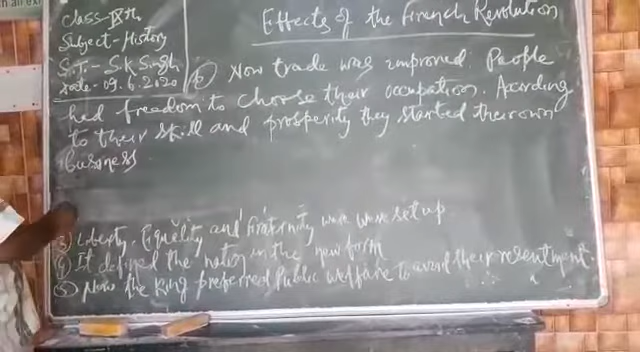 Class-IXth
Subject-History
S.T.- S.K Singh
Date-09.6.2020
Effects of the French Revolution
Now trade was improved. People
had freedom to choose their occupation. Acording
to their skill and prosperity they started their own
Business
3) Liberty, Equality and fraternity were were set up
4) It defined the nation in the new form
5) Now the King preferred Public welfare to avoid their resentment.